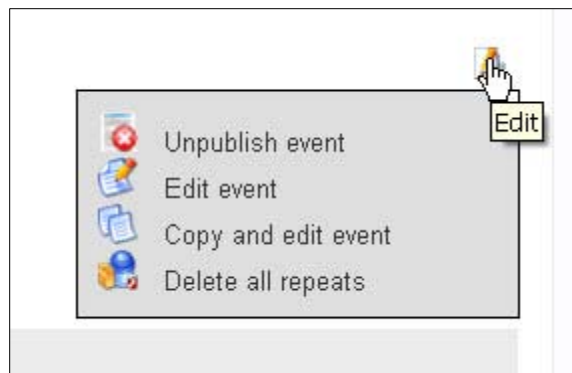 Edit
Unpublish event
Edit event
Copy and edit event
Delete all repeats